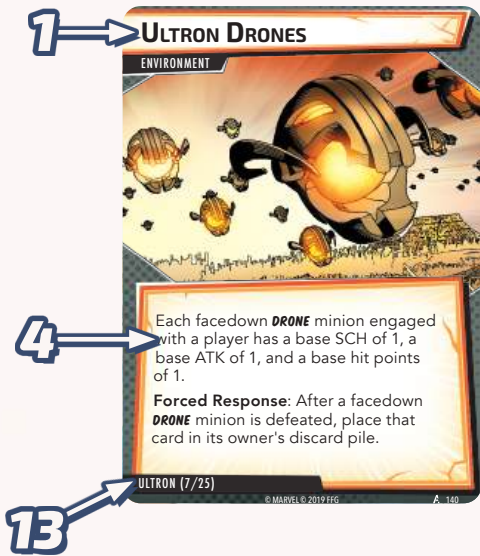 1
ULTRON DRONES
ENVIRONMENT
4
Each facedown DRONE minion engaged
with a player has a base SCH of 1, a
base ATK of 1, and a base hit points
of 1.
Forced Response: After a facedown
DRONE minion is defeated, place that
card in its owner's discard pile.
13
ULTRON (7/25)
© MARVEL © 2019 FFG
140